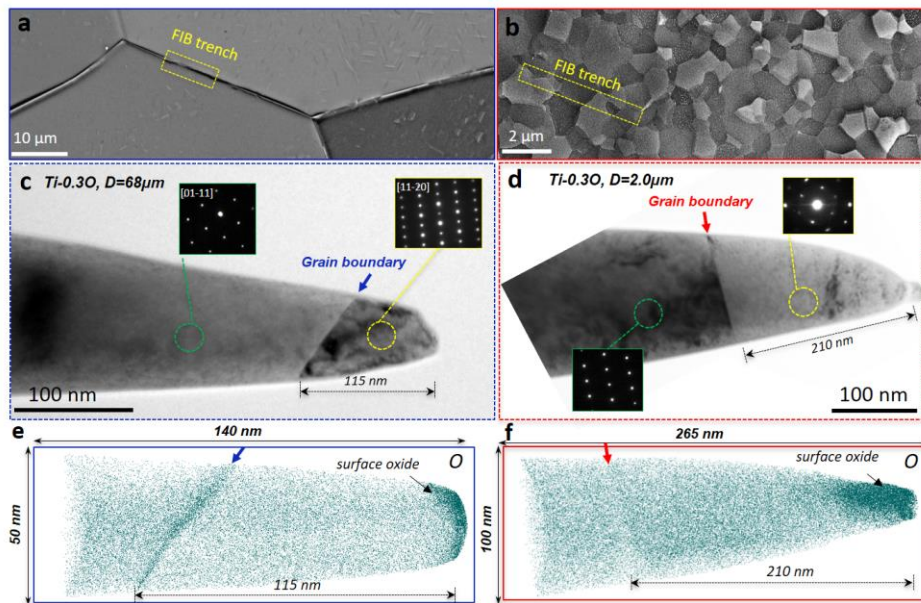 a
FIB trench
10 µm
b
FIB trench
2 µm
c
Ti-0.3O, D=68µm
[01-11]
[11-20]
Grain boundary
115 nm
100 nm
d
Ti-0.3O, D=2.0µm
Grain boundary
210 nm
100 nm
e
140 nm
50 nm
surface oxide
O
115 nm
f
265 nm
100 nm
surface oxide
O
210 nm